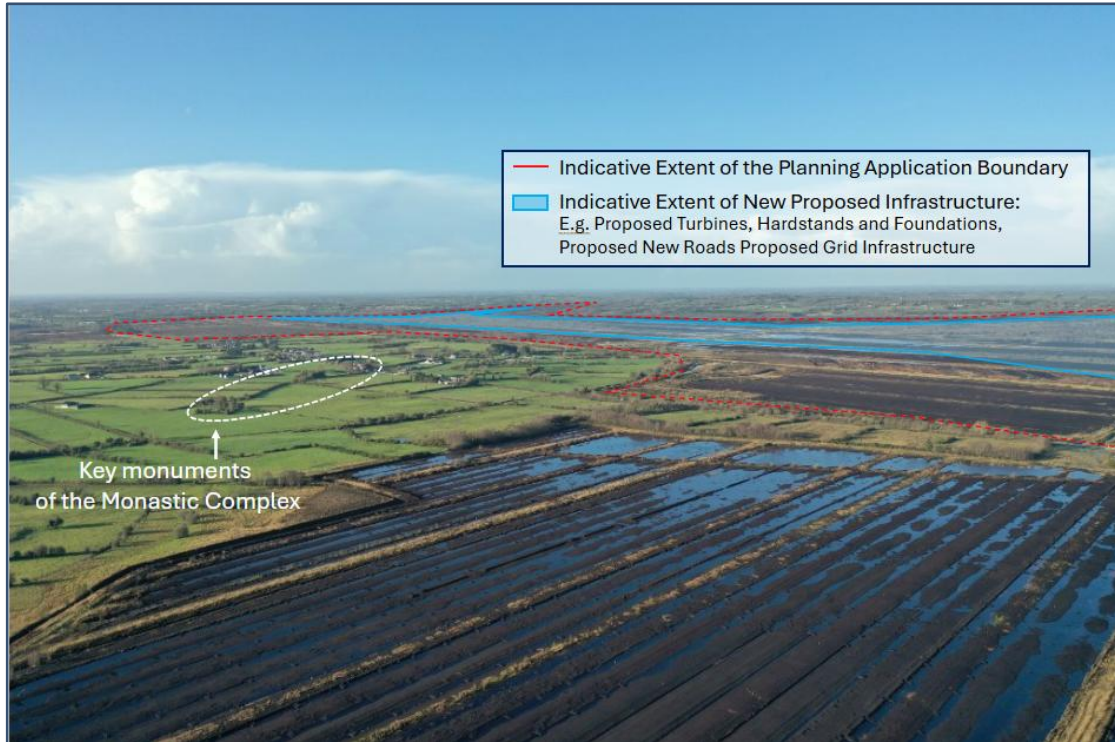 Indicative Extent of the Planning Application Boundary
Indicative Extent of New Proposed Infrastructure:
E.g. Proposed Turbines, Hardstands and Foundations,
Proposed New Roads Proposed Grid Infrastructure
Key monuments
of the Monastic Complex